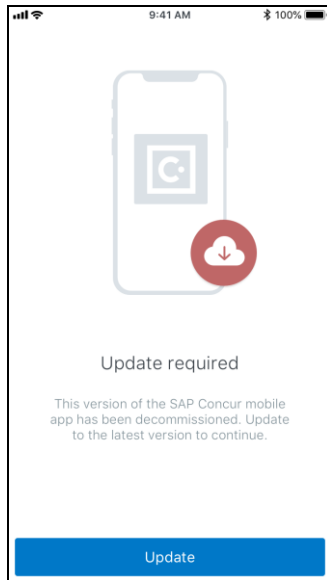 9:41 AM
100%
Update required
This version of the SAP Concur mobile
app has been decommissioned. Update
to the latest version to continue.
Update